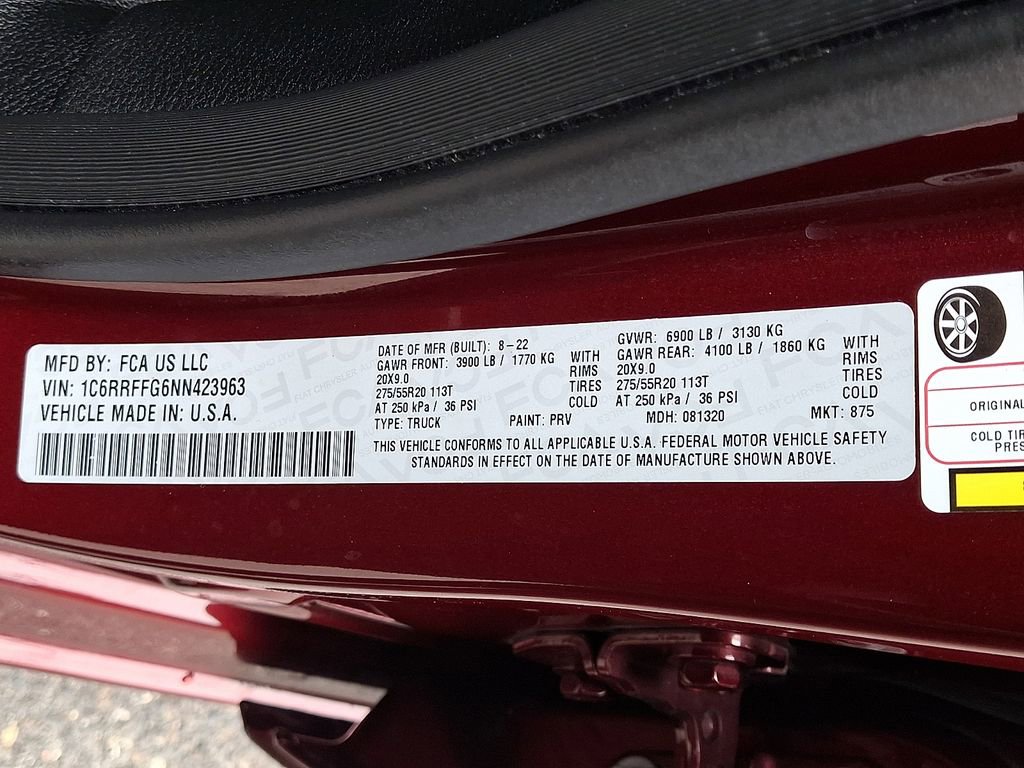 MFD BY: FCA US LLC
VIN: 1C6RRFFG6NN423963
VEHICLE MADE IN: U.S.A.
DATE OF MFR (BUILT): 8-22
GAWR FRONT: 3900 LB / 1770 KG WITH
20X9.0 RIMS
275/55R20 113T TIRES
AT 250 kPa / 36 PSI COLD
TYPE: TRUCK
GVWR: 6900 LB / 3130 KG
GAWR REAR: 4100 LB / 1860 KG WITH
20X9.0 RIMS
275/55R20 113T TIRES
AT 250 kPa / 36 PSI COLD
PAINT: PRV MDH: 081320 MKT: 875
THIS VEHICLE CONFORMS TO ALL APPLICABLE U.S.A. FEDERAL MOTOR VEHICLE SAFETY
STANDARDS IN EFFECT ON THE DATE OF MANUFACTURE SHOWN ABOVE.
ORIGINAL
COLD TIR
PRES